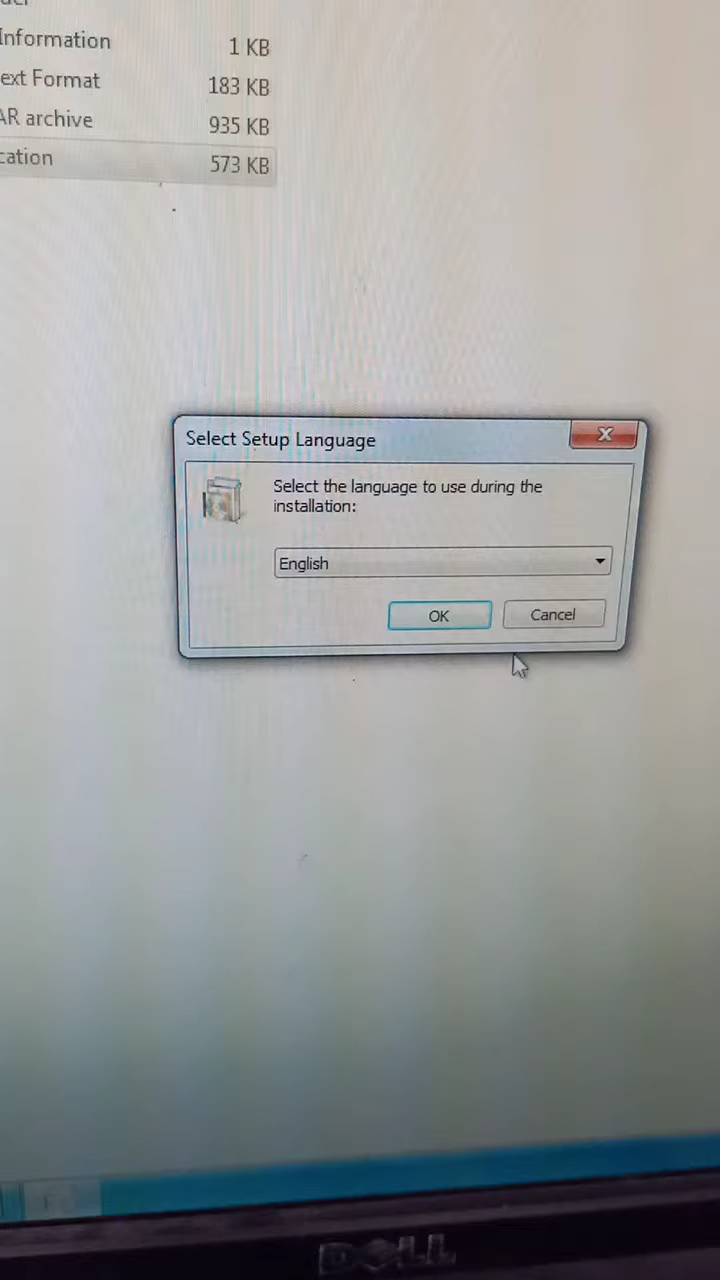 Information 1 KB
ext Format 183 KB
AR archive 935 KB
cation 573 KB
Select Setup Language
Select the language to use during the
installation:
English
OK Cancel
DELL